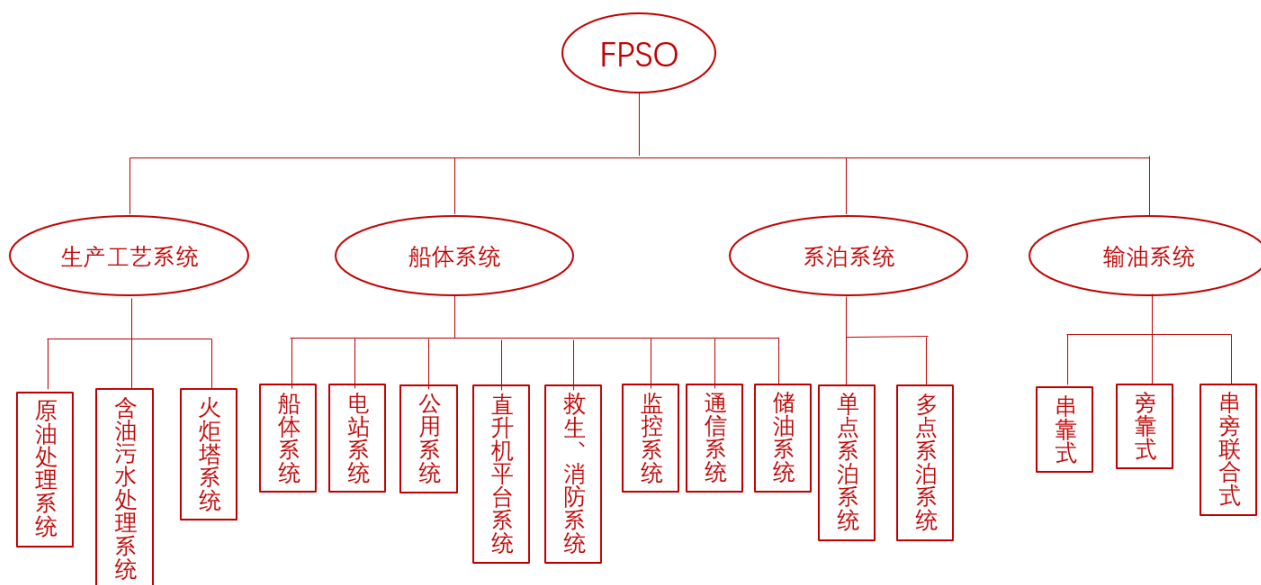 FPSO
生产工艺系统
船体系统
系泊系统
输油系统
原油处理系统
含油污水处理系统
火炬塔系统
船体系统
电站系统
公用系统
直升机平台系统
救生、消防系统
监控系统
通信系统
储油系统
单点系泊系统
多点系泊系统
串靠式
旁靠式
串旁联合式